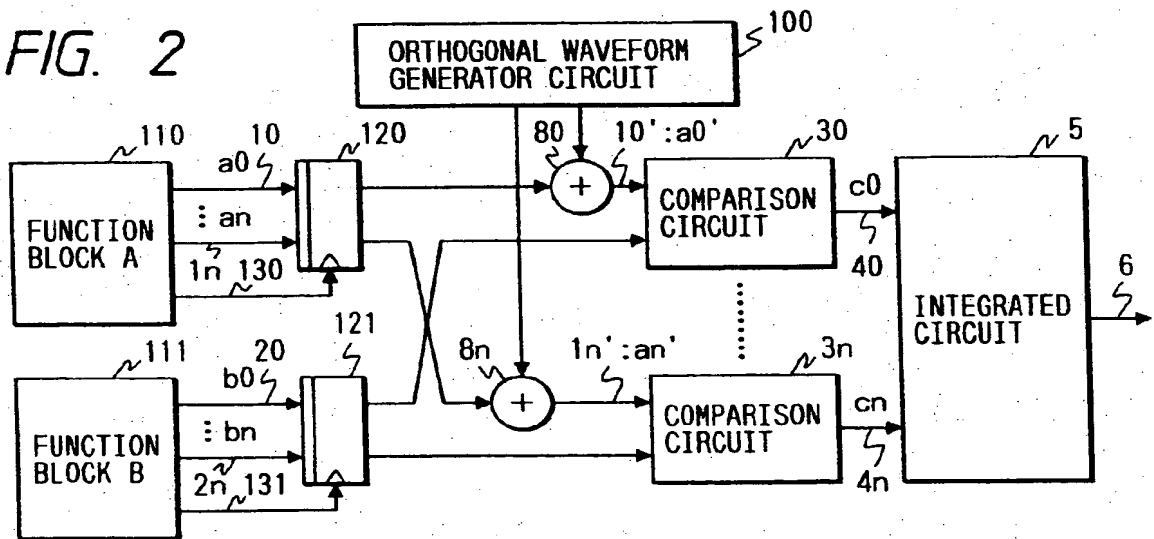 FIG. 2
ORTHOGONAL WAVEFORM
GENERATOR CIRCUIT
100
110
10
120
80
10':a0'
30
5
a0
FUNCTION
BLOCK A
⋮ an
1n
130
+
COMPARISON
CIRCUIT
c0
40
6
INTEGRATED
CIRCUIT
111
20
121
8n
1n':an'
3n
b0
FUNCTION
BLOCK B
⋮ bn
2n
131
+
COMPARISON
CIRCUIT
cn
4n